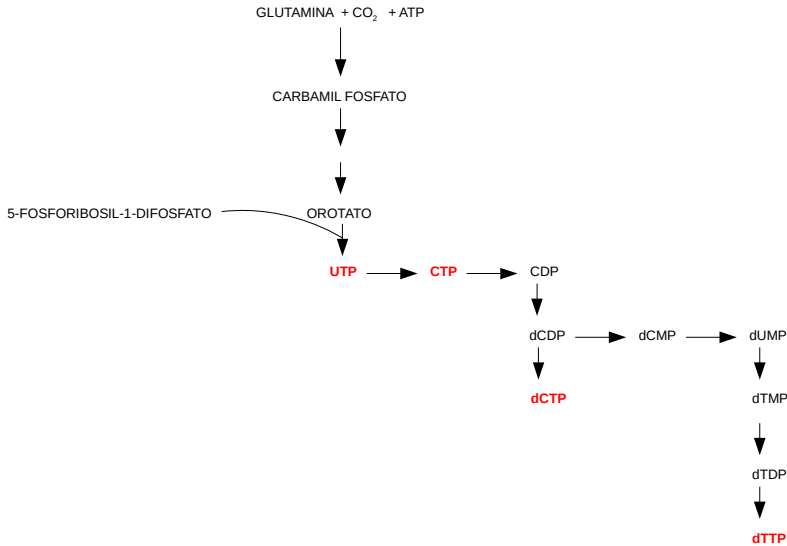 GLUTAMINA + CO2 + ATP
CARBAMIL FOSFATO
5-FOSFORIBOSIL-1-DIFOSFATO OROTATO
UTP CTP CDP
dCDP dCMP dUMP
dCTP dTMP
dTDP
dTTP